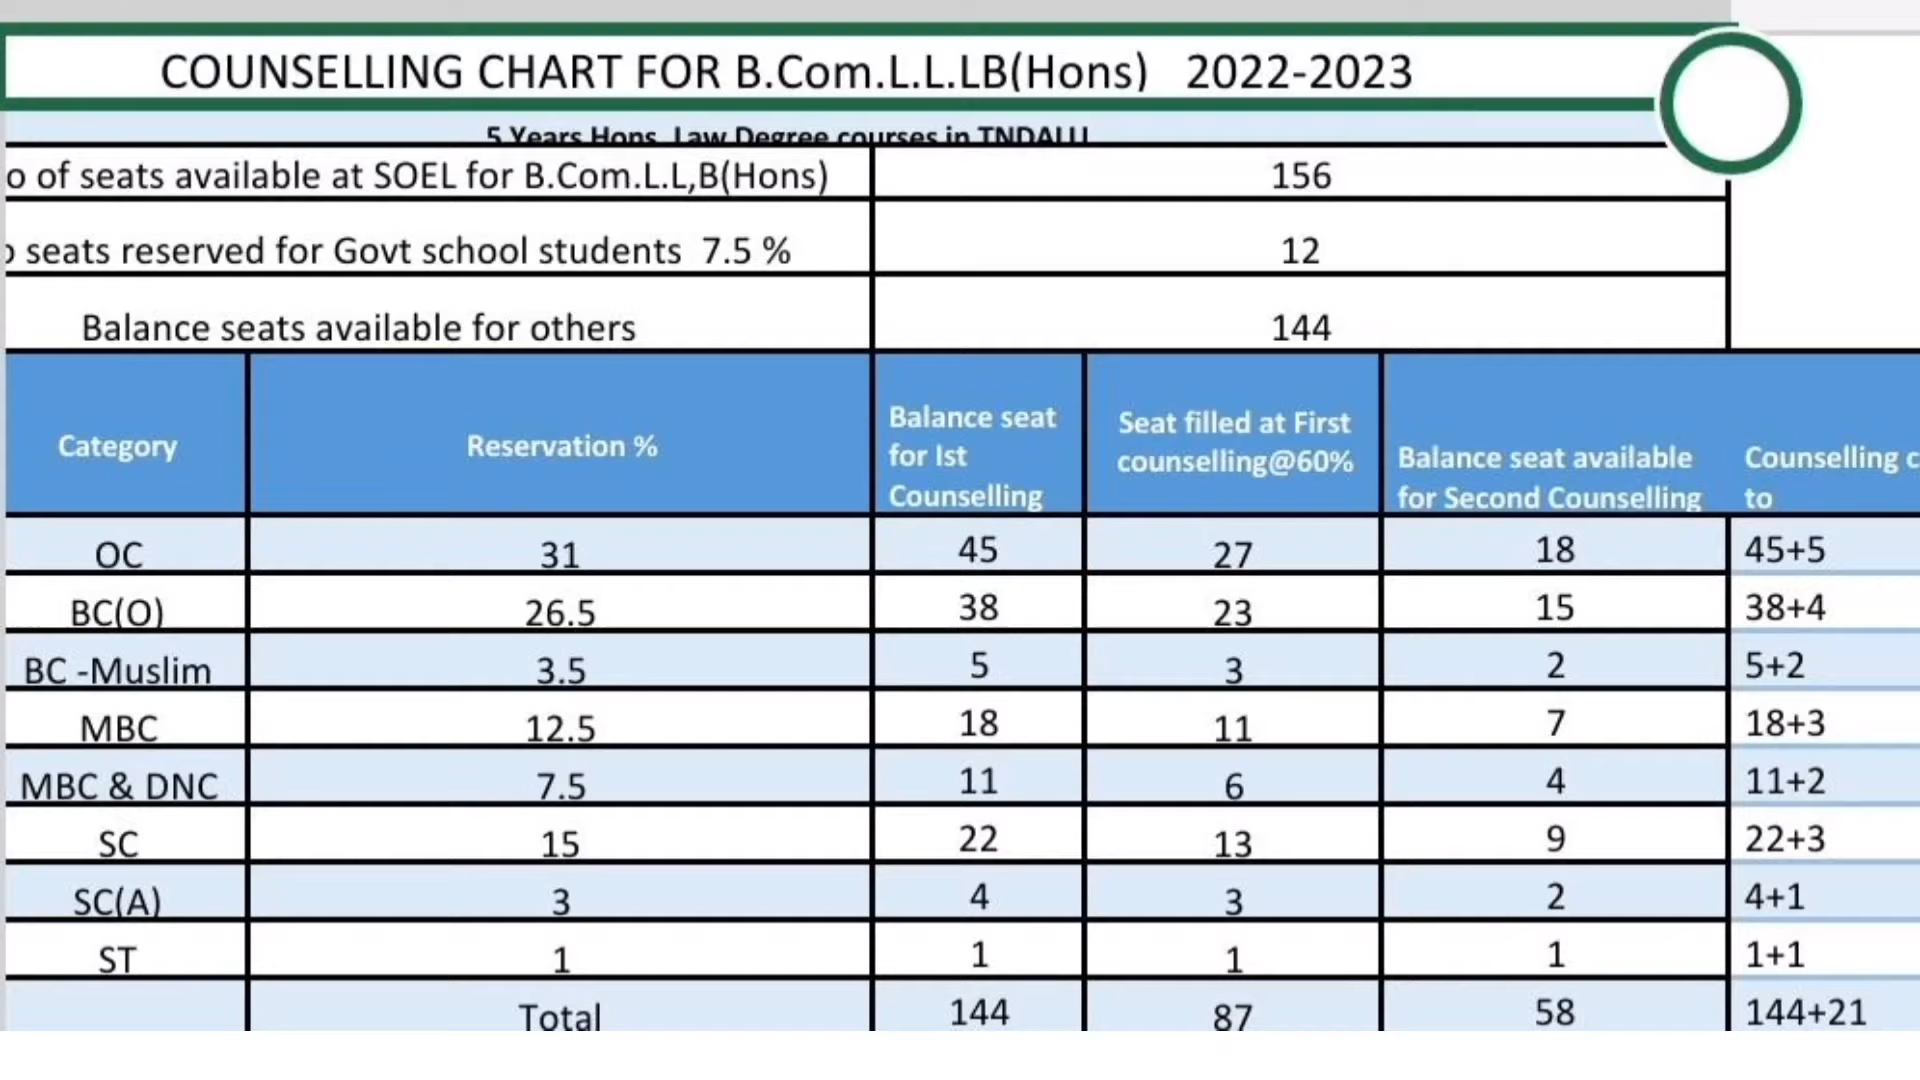 COUNSELLING CHART FOR B.Com.L.L.LB(Hons) 2022-2023
5 Years Hons. Law Degree courses in TNDALU
o of seats available at SOEL for B.Com.L.L,B(Hons) 156
seats reserved for Govt school students 7.5 % 12
Balance seats available for others 144
Category Reservation % Balance seat for Ist Counselling Seat filled at First counselling@60% Balance seat available for Second Counselling Counselling c to
OC 31 45 27 18 45+5
BC(O) 26.5 38 23 15 38+4
BC -Muslim 3.5 5 3 2 5+2
MBC 12.5 18 11 7 18+3
MBC & DNC 7.5 11 6 4 11+2
SC 15 22 13 9 22+3
SC(A) 3 4 3 2 4+1
ST 1 1 1 1 1+1
Total 144 87 58 144+21